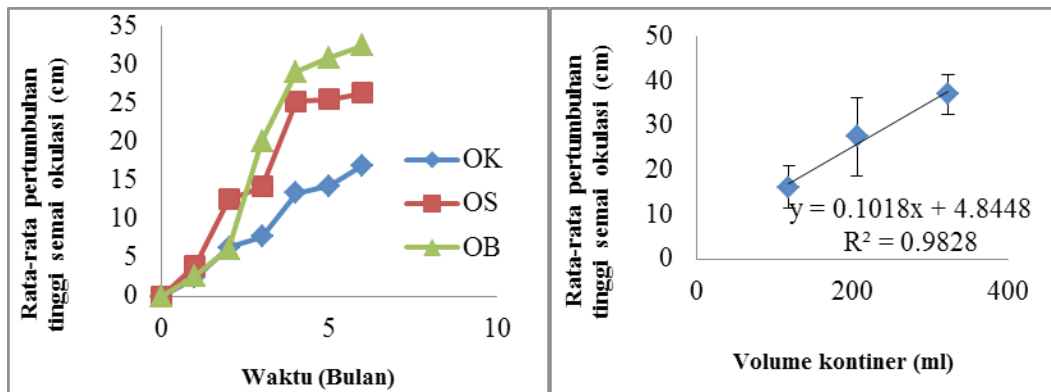 Rata-rata pertumbuhan
tinggi semai okulasi (cm)
35
30
25
20
15
10
5
0
0
5
10
Waktu (Bulan)
OK
OS
OB
Rata-rata pertumbuhan
tinggi semai okulasi (cm)
50
40
30
20
10
0
0
200
400
y = 0.1018x + 4.8448
R² = 0.9828
Volume kontiner (ml)